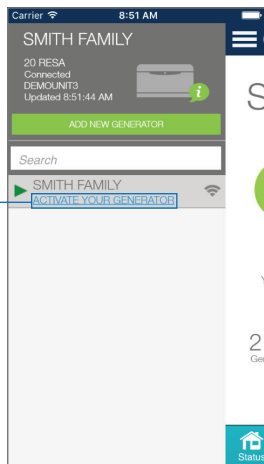 Carrier 8:51 AM
SMITH FAMILY
20 RESA
Connected
DEMOUNIT3
Updated 8:51:44 AM
i
ADD NEW GENERATOR
Search
SMITH FAMILY
ACTIVATE YOUR GENERATOR
S
2
Status